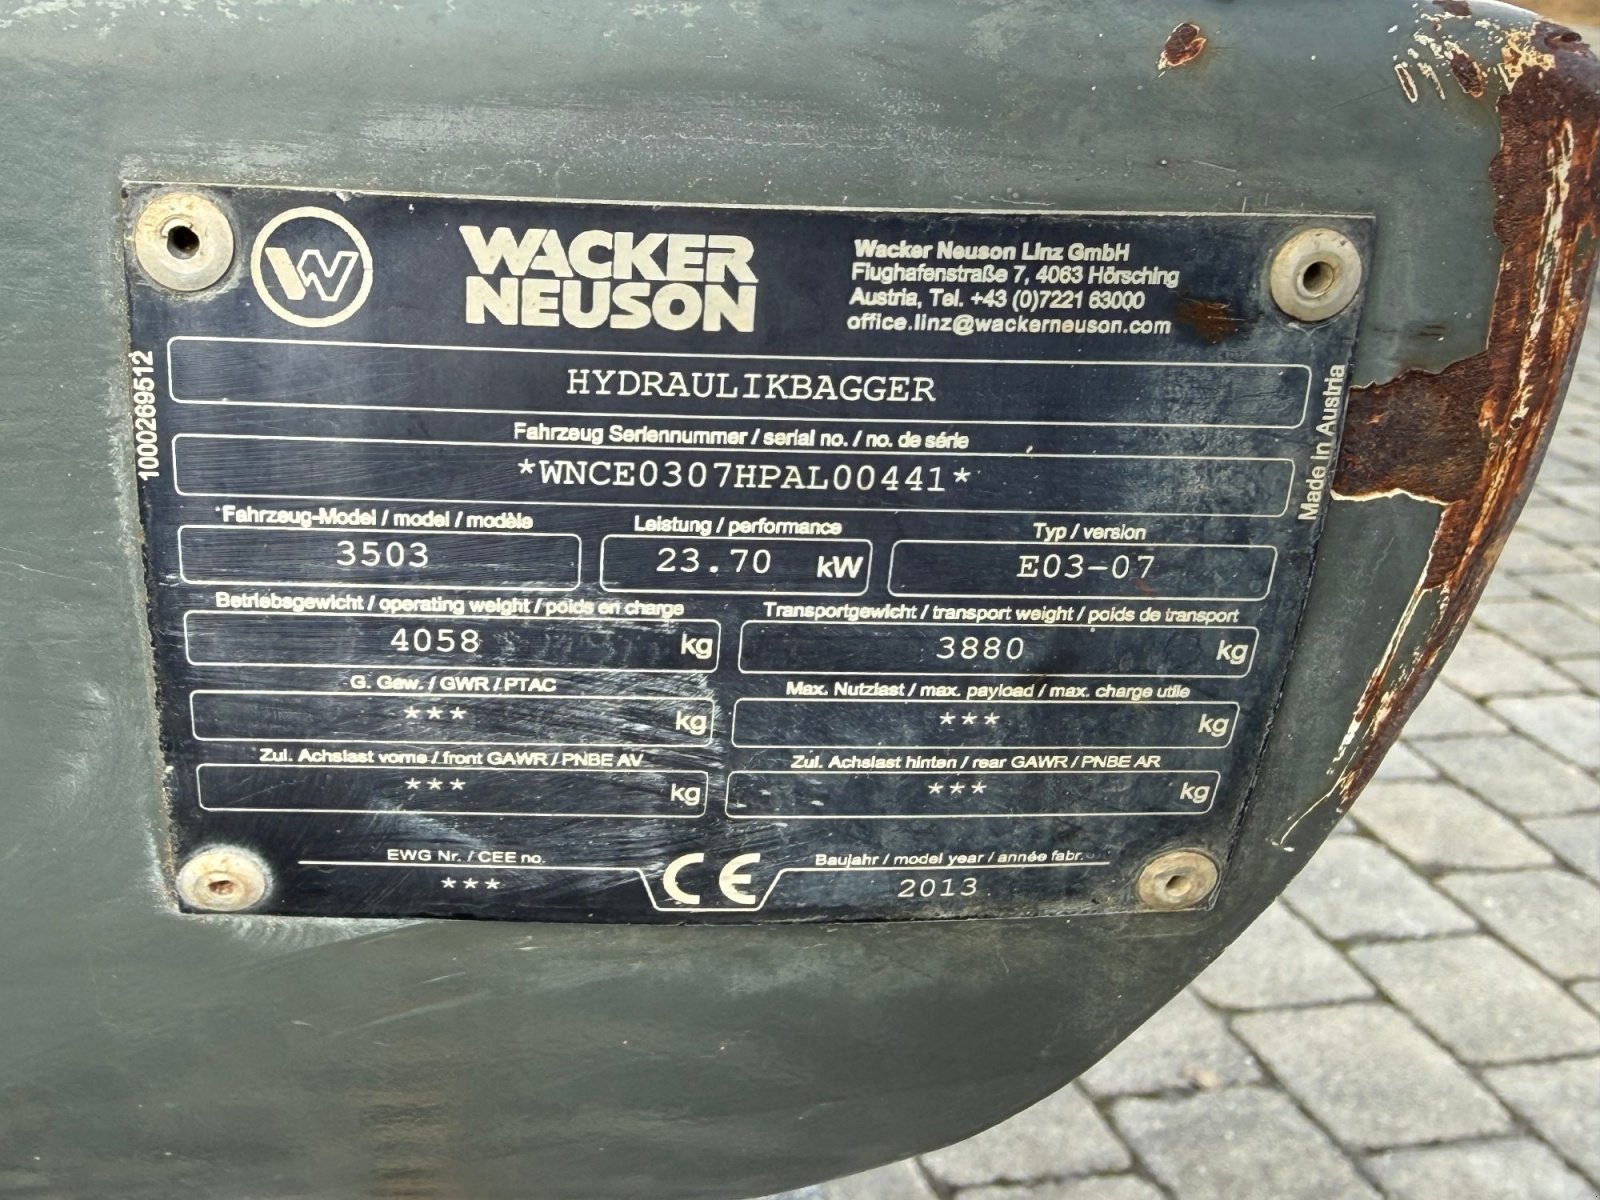 WACKER
NEUSON
Wacker Neuson Linz GmbH
Flughafenstraße 7, 4063 Hörsching
Austria, Tel. +43 (0)7221 63000
office.linz@wackerneuson.com
1000269512
Made in Austria
HYDRAULIKBAGGER
Fahrzeug Seriennummer / serial no. / no. de série
*WNCE0307HPAL00441*
Fahrzeug-Model / model / modèle
3503
Leistung / performance
23.70 kW
Typ / version
E03-07
Betriebsgewicht / operating weight / poids en charge
4058 kg
Transportgewicht / transport weight / poids de transport
3880 kg
G. Gew. / GWR / PTAC
*** kg
Max. Nutzlast / max. payload / max. charge utile
*** kg
Zul. Achslast vorne / front GAWR / PNBE AV
*** kg
Zul. Achslast hinten / rear GAWR / PNBE AR
*** kg
EWG Nr. / CEE no.
***
CE
Baujahr / model year / année fabr.
2013